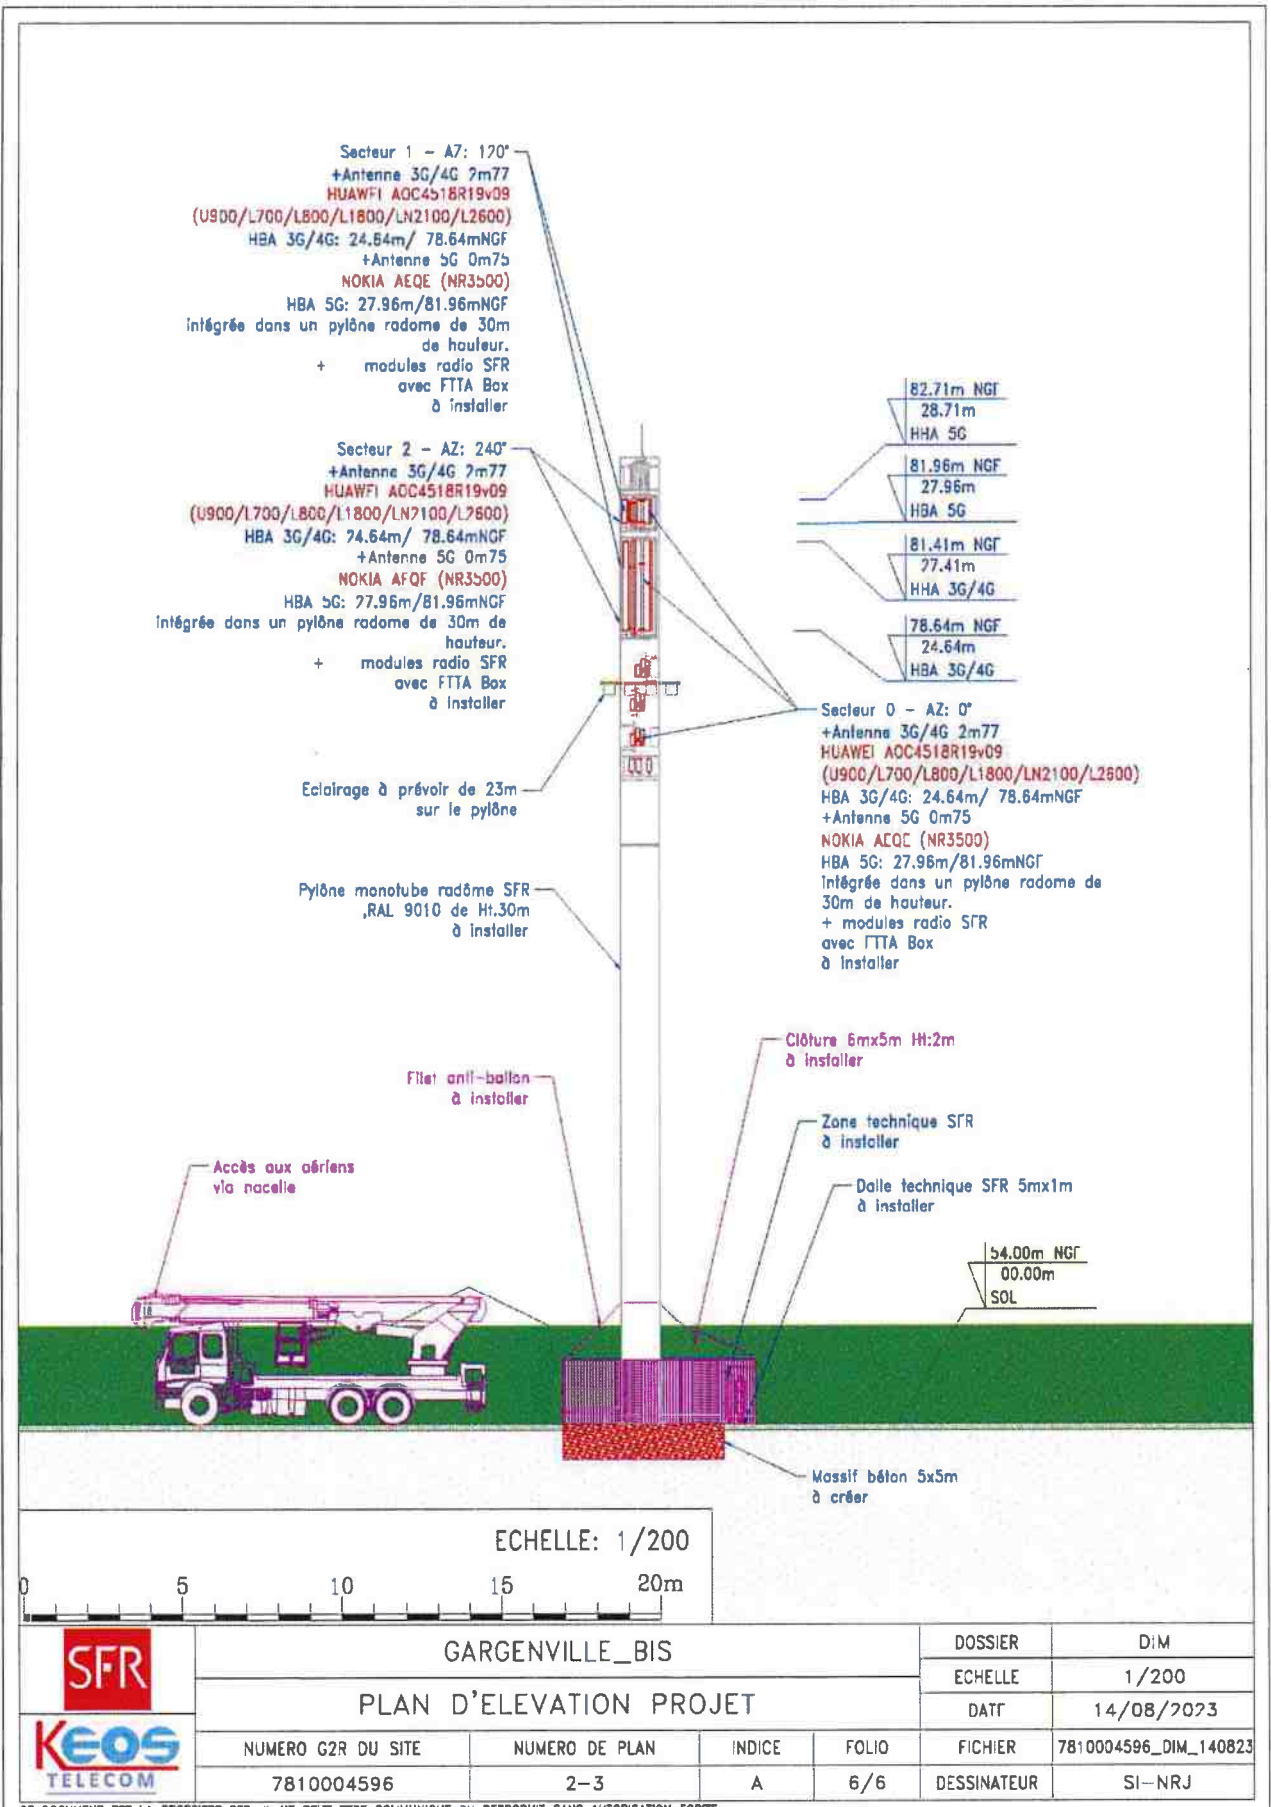 Secteur 1 - AZ: 120°
+Antenne 3G/4G 2m77
HUAWEI AOC4518R19v09
(U900/L700/L800/L1800/LN2100/L2600)
HBA 3G/4G: 24.64m/ 78.64mNGF
+Antenne 5G 0m75
NOKIA AEQE (NR3500)
HBA 5G: 27.96m/81.96mNGF
intégrée dans un pylône radome de 30m
de hauteur.
+ modules radio SFR
avec FTTA Box
à installer
Secteur 2 - AZ: 240°
+Antenne 3G/4G 2m77
HUAWEI AOC4518R19v09
(U900/L700/L800/L1800/LN2100/L2600)
HBA 3G/4G: 24.64m/ 78.64mNGF
+Antenne 5G 0m75
NOKIA AEQE (NR3500)
HBA 5G: 27.96m/81.96mNGF
intégrée dans un pylône radome de 30m de
hauteur.
+ modules radio SFR
avec FTTA Box
à installer
82.71m NGF
28.71m
HHA 5G
81.96m NGF
27.96m
HBA 5G
81.41m NGF
27.41m
HHA 3G/4G
78.64m NGF
24.64m
HBA 3G/4G
Secteur 0 - AZ: 0°
+Antenne 3G/4G 2m77
HUAWEI AOC4518R19v09
(U900/L700/L800/L1800/LN2100/L2600)
HBA 3G/4G: 24.64m/ 78.64mNGF
+Antenne 5G 0m75
NOKIA AEQE (NR3500)
HBA 5G: 27.96m/81.96mNGF
intégrée dans un pylône radome de
30m de hauteur.
+ modules radio SFR
avec FTTA Box
à installer
Eclairage à prévoir de 23m
sur le pylône
Pylône monotube radôme SFR
,RAL 9010 de Ht.30m
à installer
Clôture 6mx5m Ht:2m
à installer
Filet anti-ballon
à installer
Zone technique SFR
à installer
Accès aux aériens
via nacelle
Dalle technique SFR 5mx1m
à installer
54.00m NGF
00.00m
SOL
Massif béton 5x5m
à créer
ECHELLE: 1/200
0 5 10 15 20m
SFR
KEOS
TELECOM
GARGENVILLE_BIS
PLAN D'ELEVATION PROJET
DOSSIER DIM
ECHELLE 1/200
DATE 14/08/2023
NUMERO G2R DU SITE NUMERO DE PLAN INDICE FOLIO FICHIER 7810004596_DIM_140823
7810004596 2-3 A 6/6 DESSINATEUR SI-NRJ